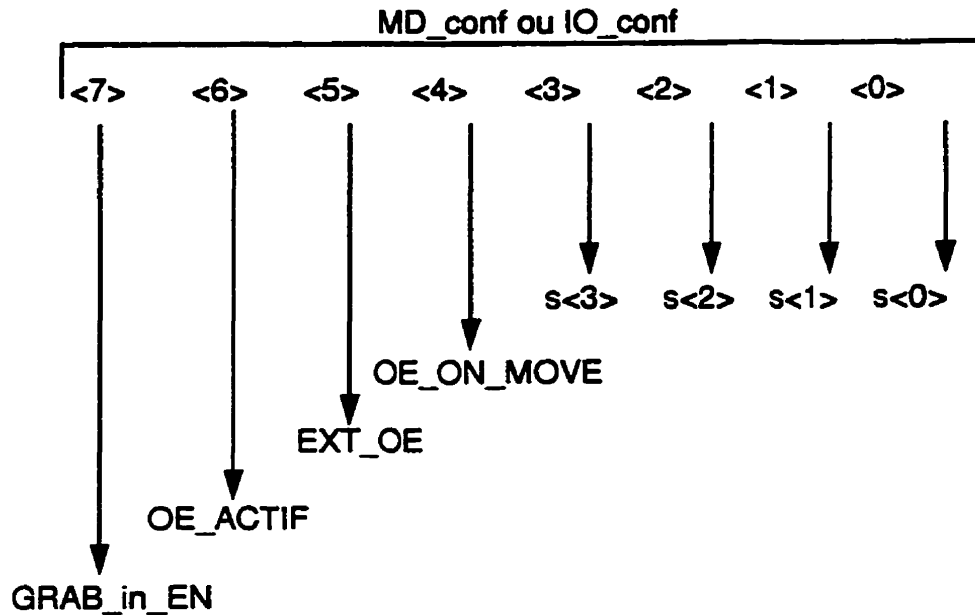 MD_conf ou IO_conf
<7> <6> <5> <4> <3> <2> <1> <0>
s<3> s<2> s<1> s<0>
OE_ON_MOVE
EXT_OE
OE_ACTIF
GRAB_in_EN